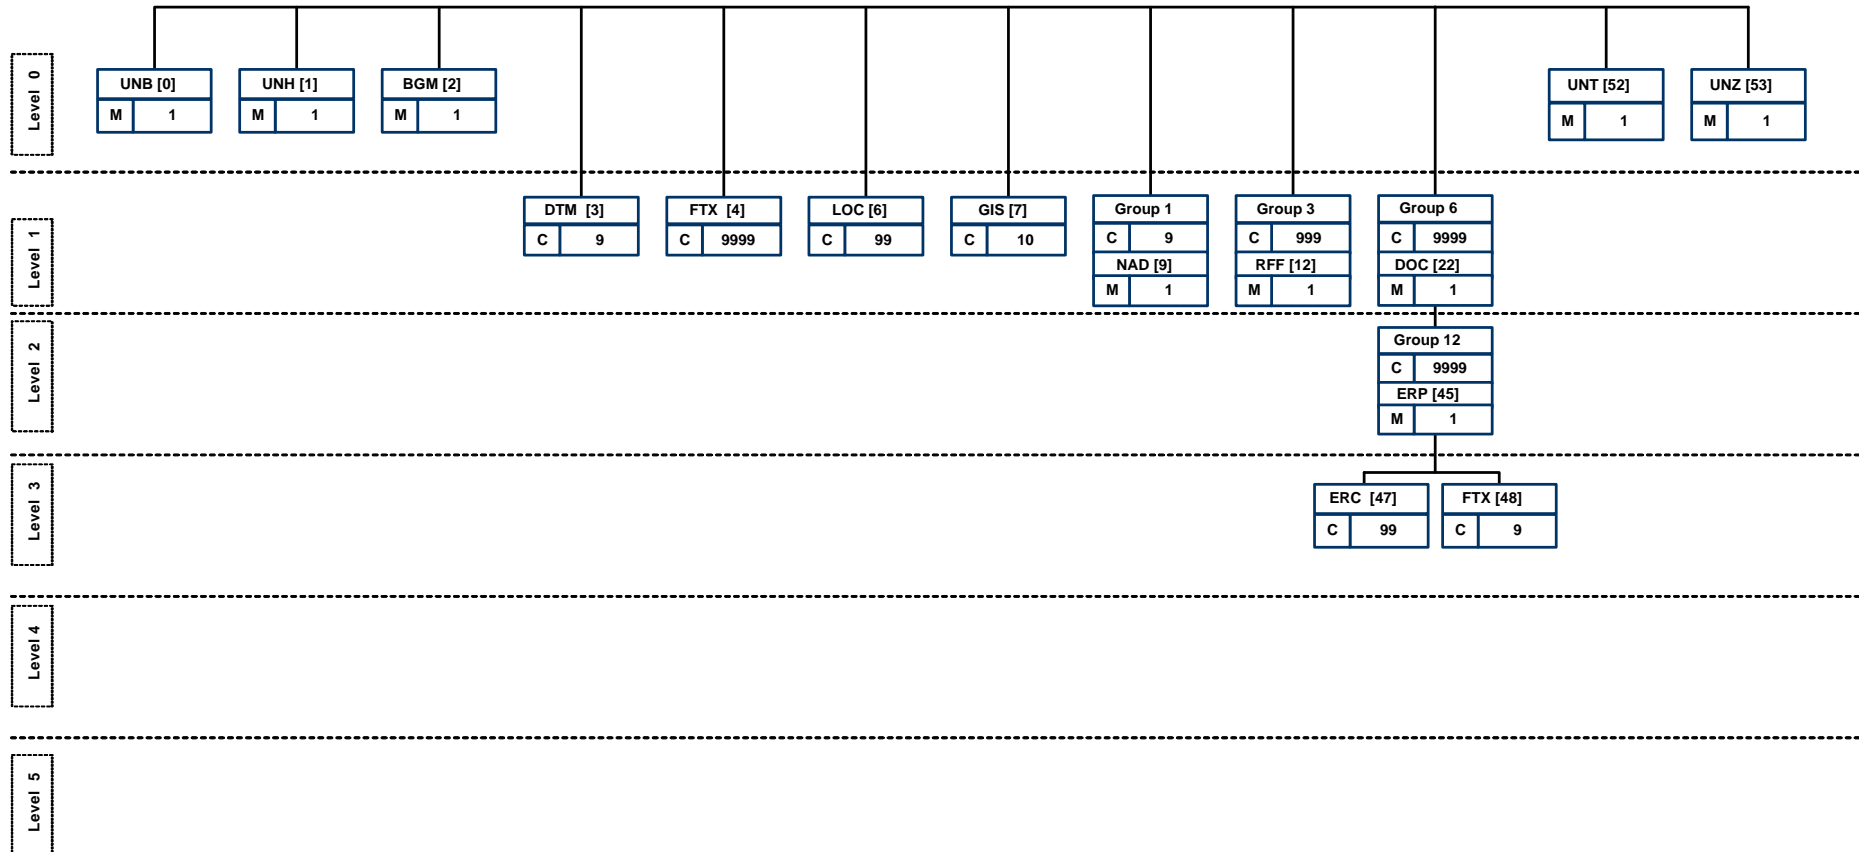 Level 0
UNB [0]
M 1
UNH [1]
M 1
BGM [2]
M 1
UNT [52]
M 1
UNZ [53]
M 1
Level 1
DTM [3]
C 9
FTX [4]
C 9999
LOC [6]
C 99
GIS [7]
C 10
Group 1
C 9
NAD [9]
M 1
Group 3
C 999
RFF [12]
M 1
Group 6
C 9999
DOC [22]
M 1
Level 2
Group 12
C 9999
ERP [45]
M 1
Level 3
ERC [47]
C 99
FTX [48]
C 9
Level 4
Level 5